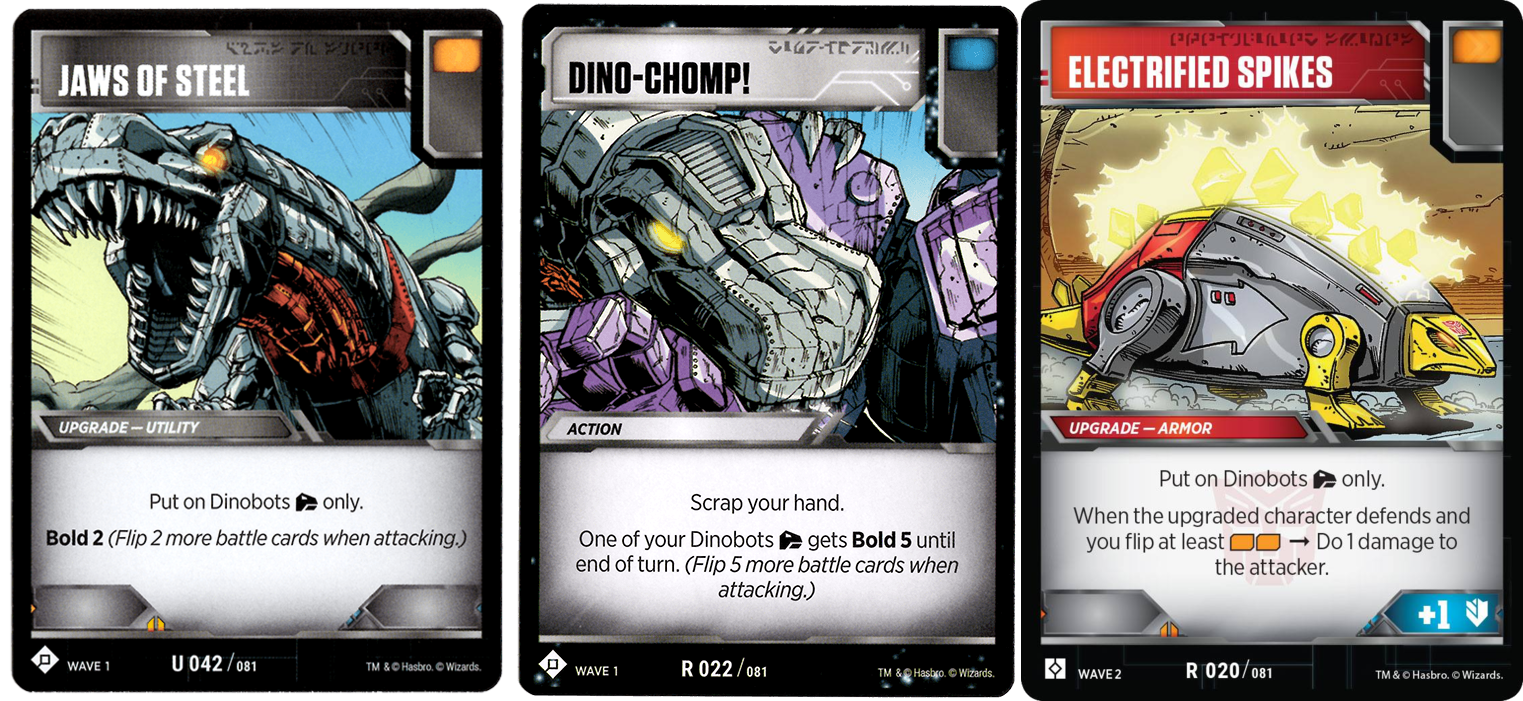 JAWS OF STEEL
UPGRADE — UTILITY
Put on Dinobots only.
Bold 2 (Flip 2 more battle cards when attacking.)
WAVE 1
U 042 / 081
TM & © Hasbro. © Wizards.
DINO-CHOMP!
ACTION
Scrap your hand.
One of your Dinobots gets Bold 5 until
end of turn. (Flip 5 more battle cards when
attacking.)
WAVE 1
R 022 / 081
TM & © Hasbro. © Wizards.
ELECTRIFIED SPIKES
UPGRADE — ARMOR
Put on Dinobots only.
When the upgraded character defends and
you flip at least → Do 1 damage to
the attacker.
+1
WAVE 2
R 020 / 081
TM & © Hasbro. © Wizards.